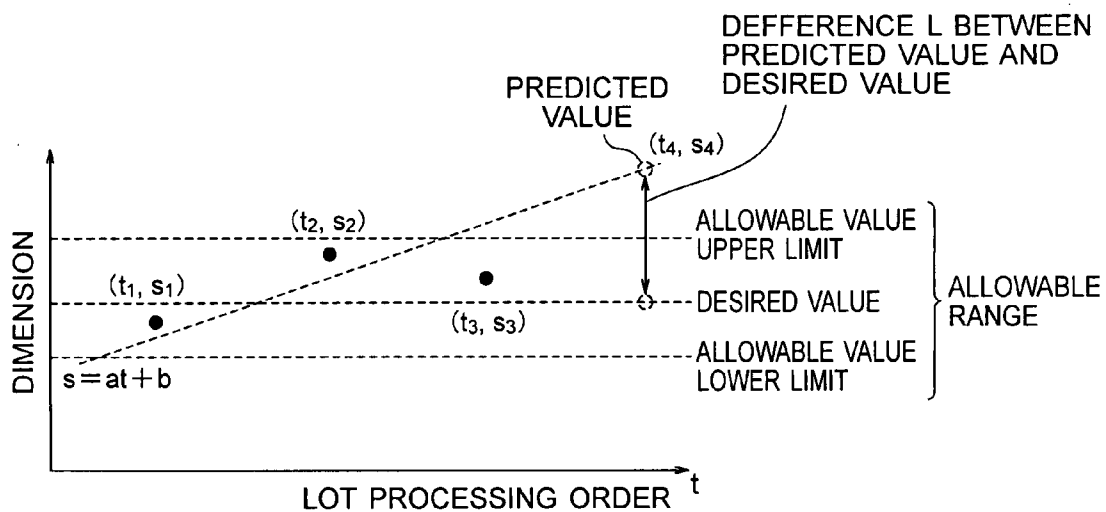 DEFFERENCE L BETWEEN
PREDICTED VALUE AND
DESIRED VALUE
PREDICTED
VALUE
(t4, s4)
(t2, s2)
ALLOWABLE VALUE
UPPER LIMIT
(t1, s1)
DESIRED VALUE
ALLOWABLE
RANGE
(t3, s3)
ALLOWABLE VALUE
LOWER LIMIT
s=at+b
DIMENSION
LOT PROCESSING ORDER
t